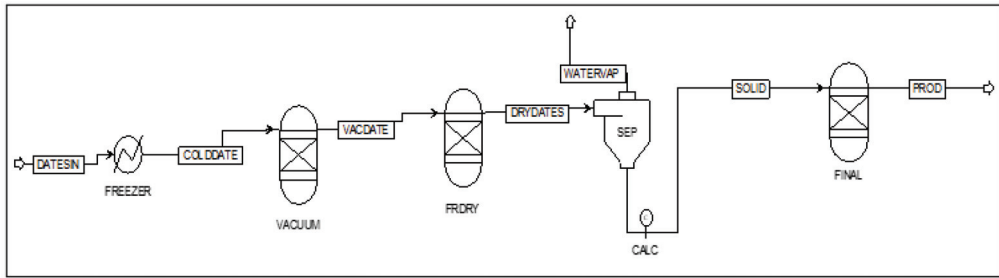 DATESIN
FREEZER
COLDDATE
VACUUM
VACDATE
FRDRY
DRYDATES
WATERVAP
SEP
C
CALC
SOLID
FINAL
PROD